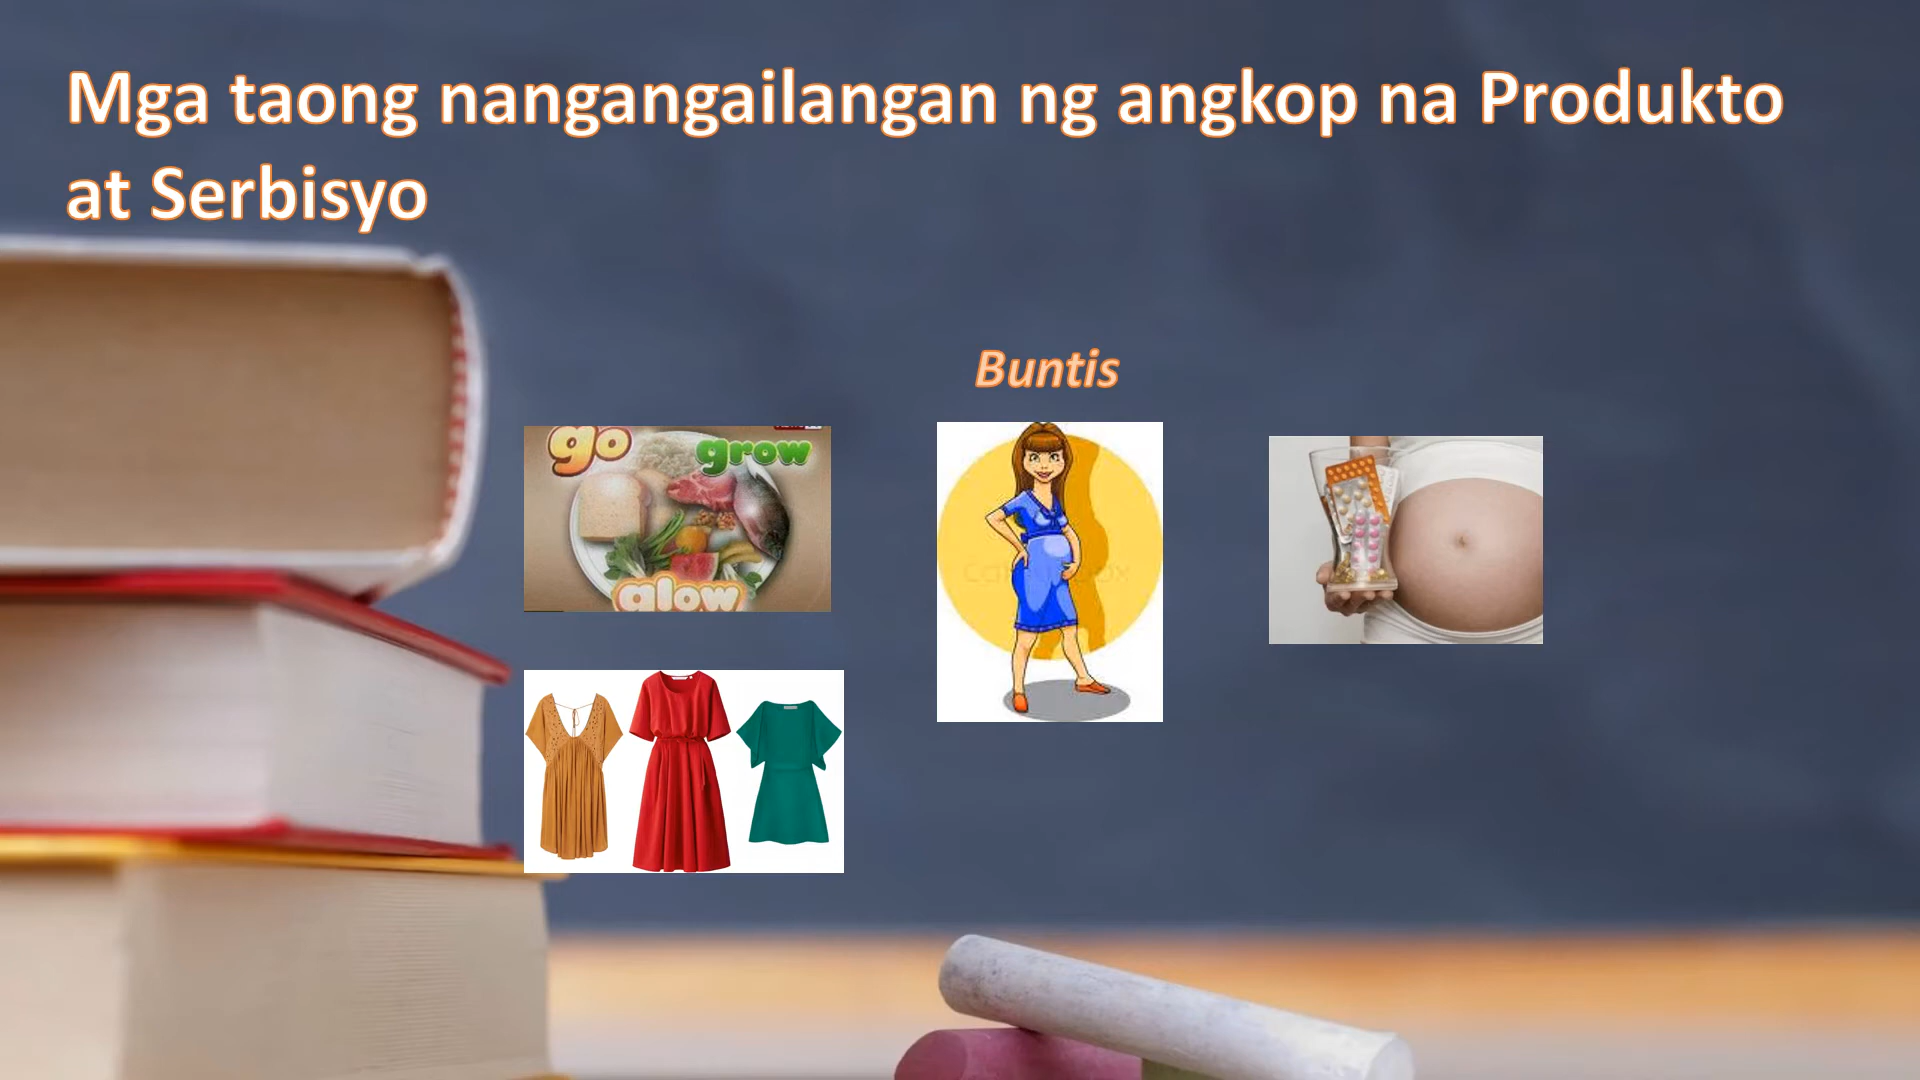 Mga taong nangangailangan ng angkop na Produkto
at Serbisyo
Buntis
go
grow
glow